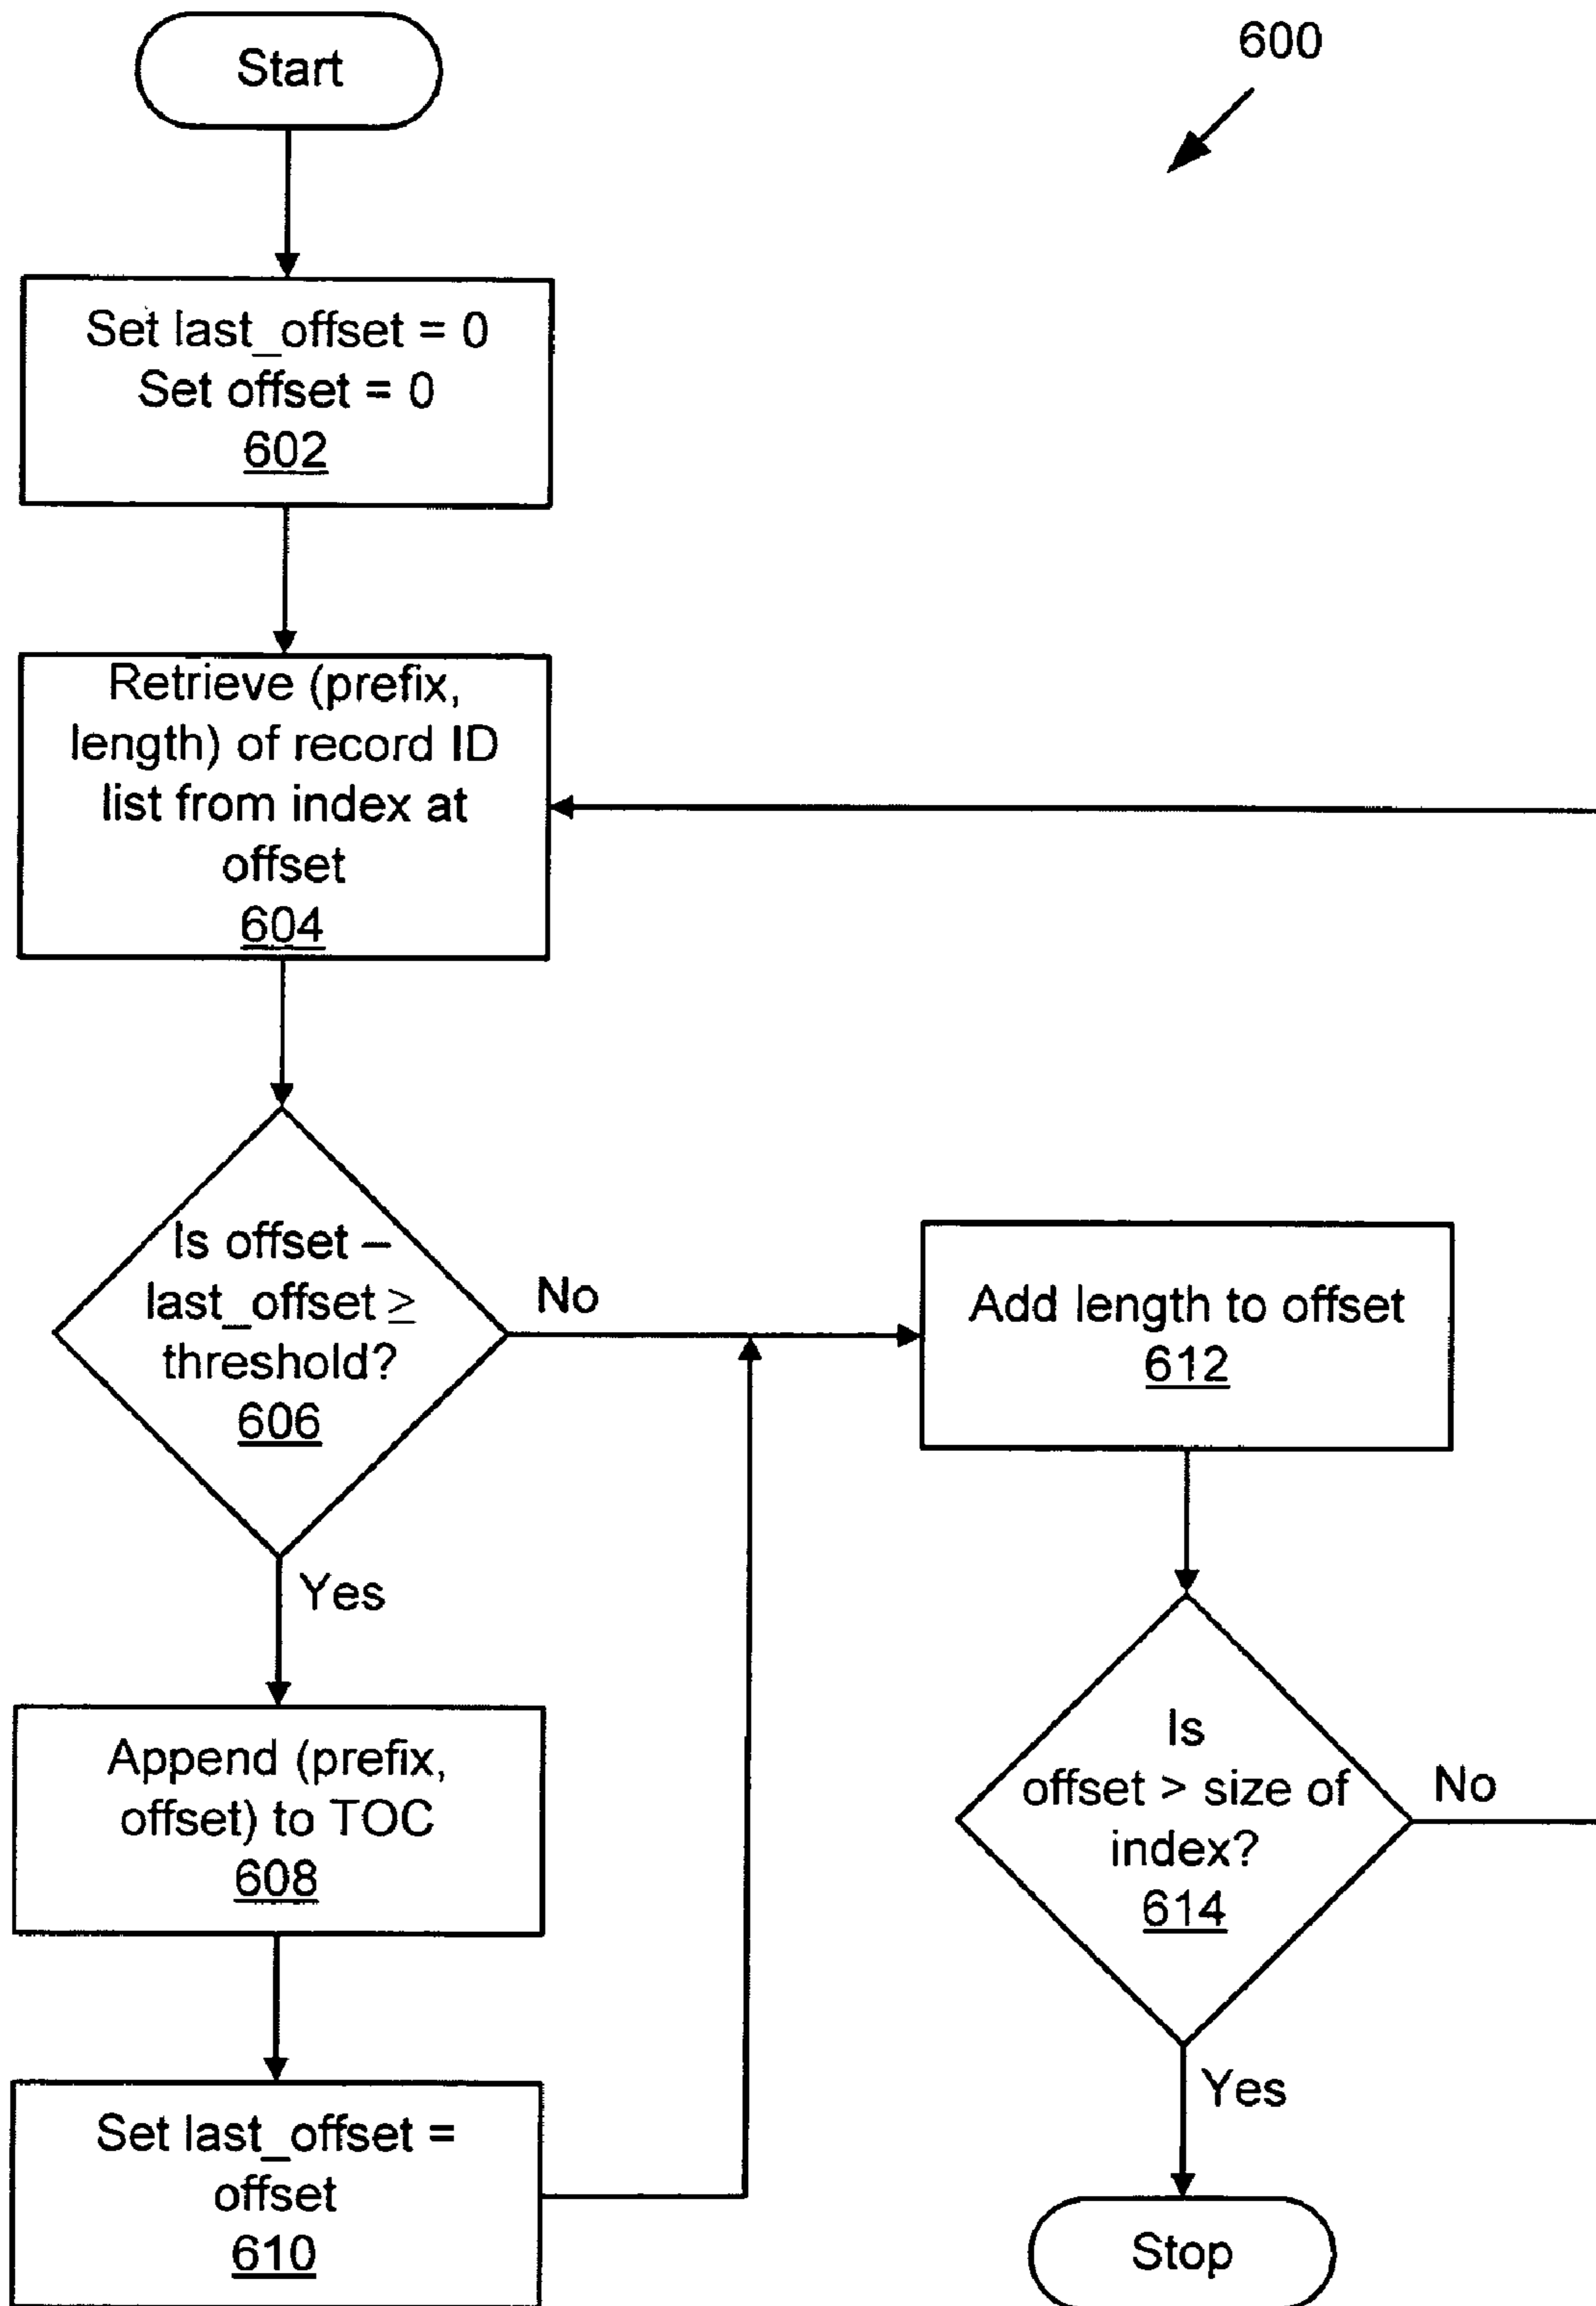 Start
600
Set last_offset = 0
Set offset = 0
602
Retrieve (prefix,
length) of record ID
list from index at
offset
604
Is offset –
last_offset ≥
threshold?
606
No
Yes
Append (prefix,
offset) to TOC
608
Set last_offset =
offset
610
Add length to offset
612
Is
offset > size of
index?
614
No
Yes
Stop